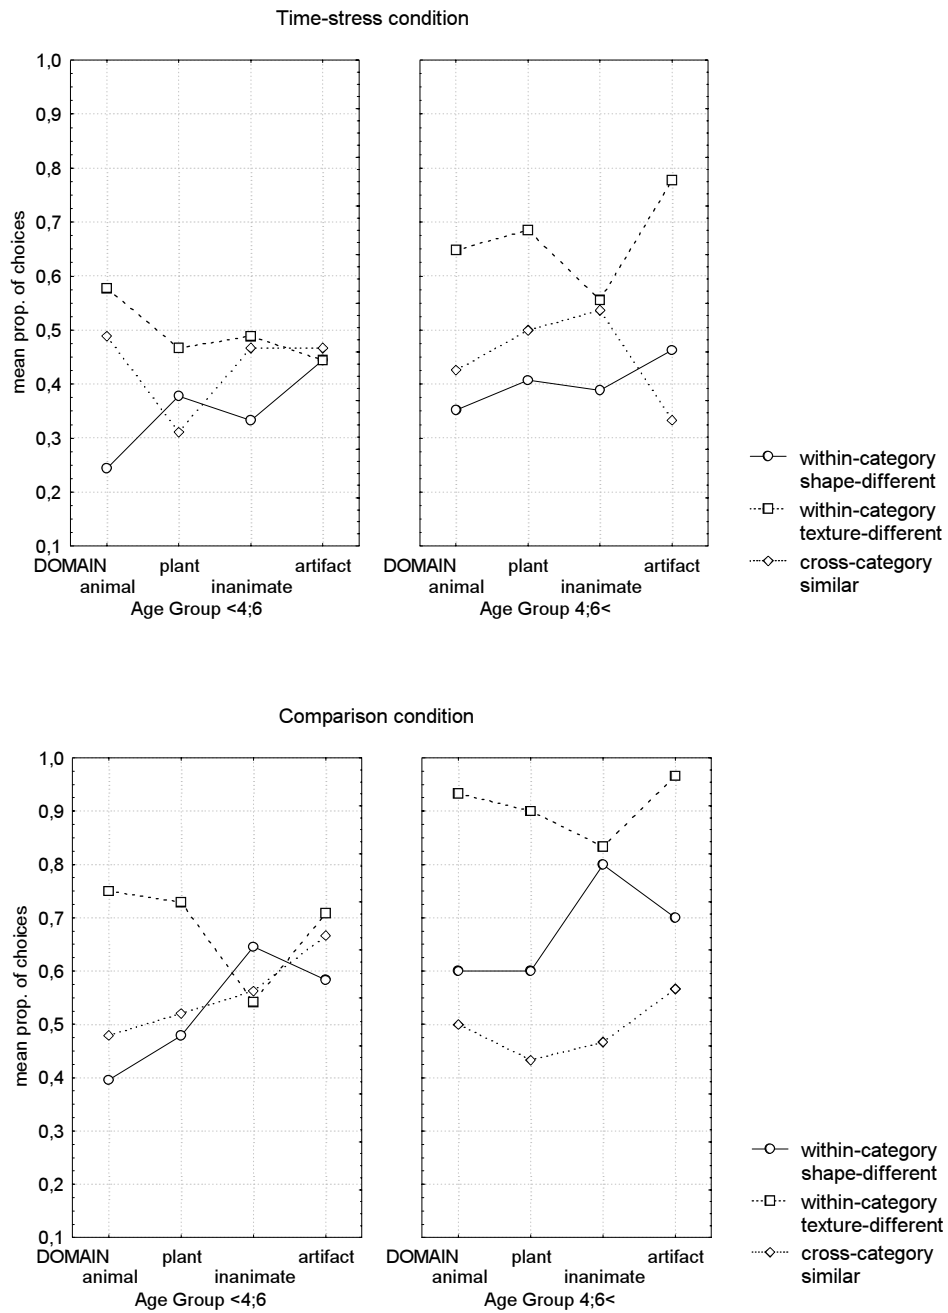 Time-stress condition
mean prop. of choices
1,0
0,9
0,8
0,7
0,6
0,5
0,4
0,3
0,2
0,1
DOMAIN plant artifact
animal inanimate
Age Group <4;6
DOMAIN plant artifact
animal inanimate
Age Group 4;6<
within-category
shape-different
within-category
texture-different
cross-category
similar
Comparison condition
mean prop. of choices
1,0
0,9
0,8
0,7
0,6
0,5
0,4
0,3
0,2
0,1
DOMAIN plant artifact
animal inanimate
Age Group <4;6
DOMAIN plant artifact
animal inanimate
Age Group 4;6<
within-category
shape-different
within-category
texture-different
cross-category
similar